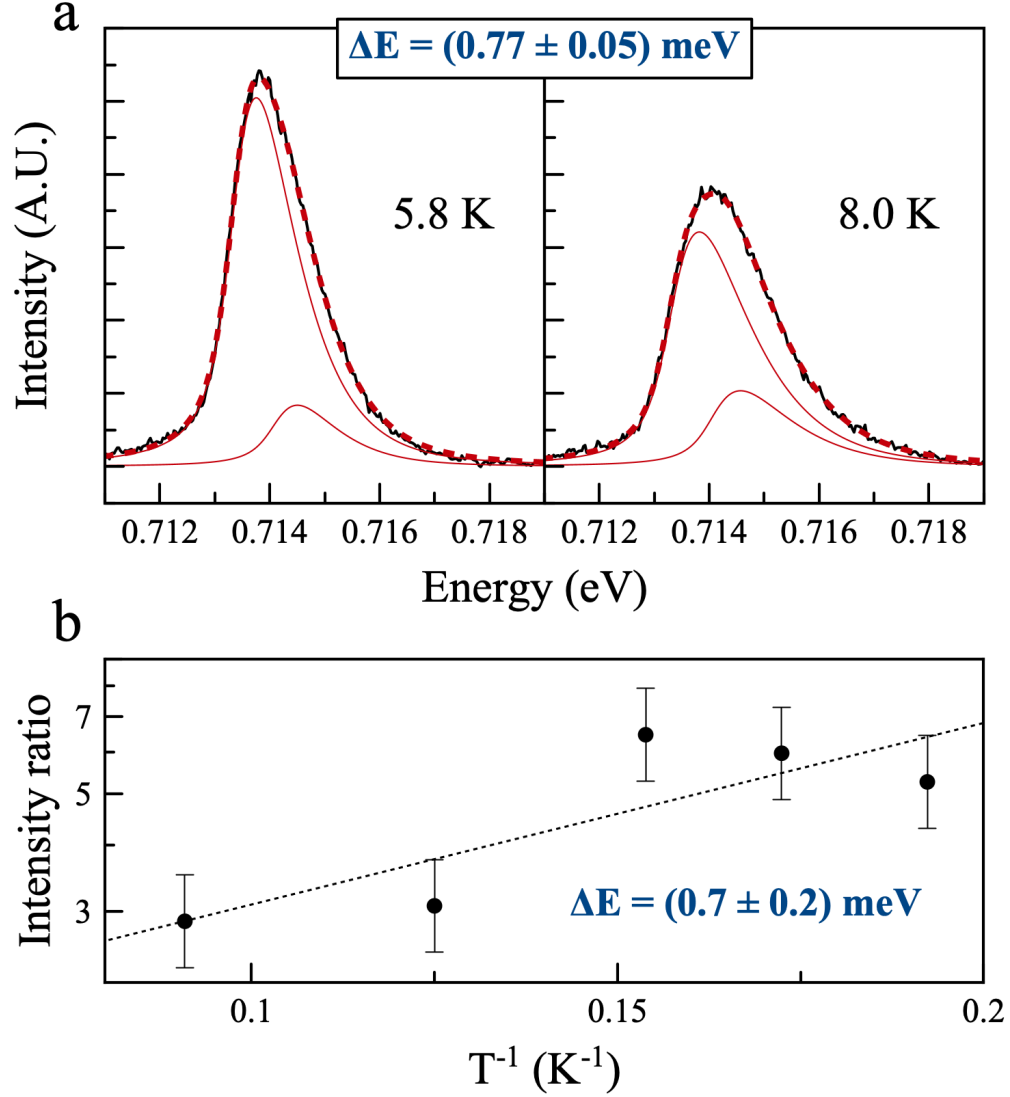 a
ΔE = (0.77 ± 0.05) meV
Intensity (A.U.)
5.8 K
8.0 K
0.712 0.714 0.716 0.718 0.712 0.714 0.716 0.718
Energy (eV)
b
Intensity ratio
7
5
3
ΔE = (0.7 ± 0.2) meV
0.1 0.15 0.2
T⁻¹ (K⁻¹)